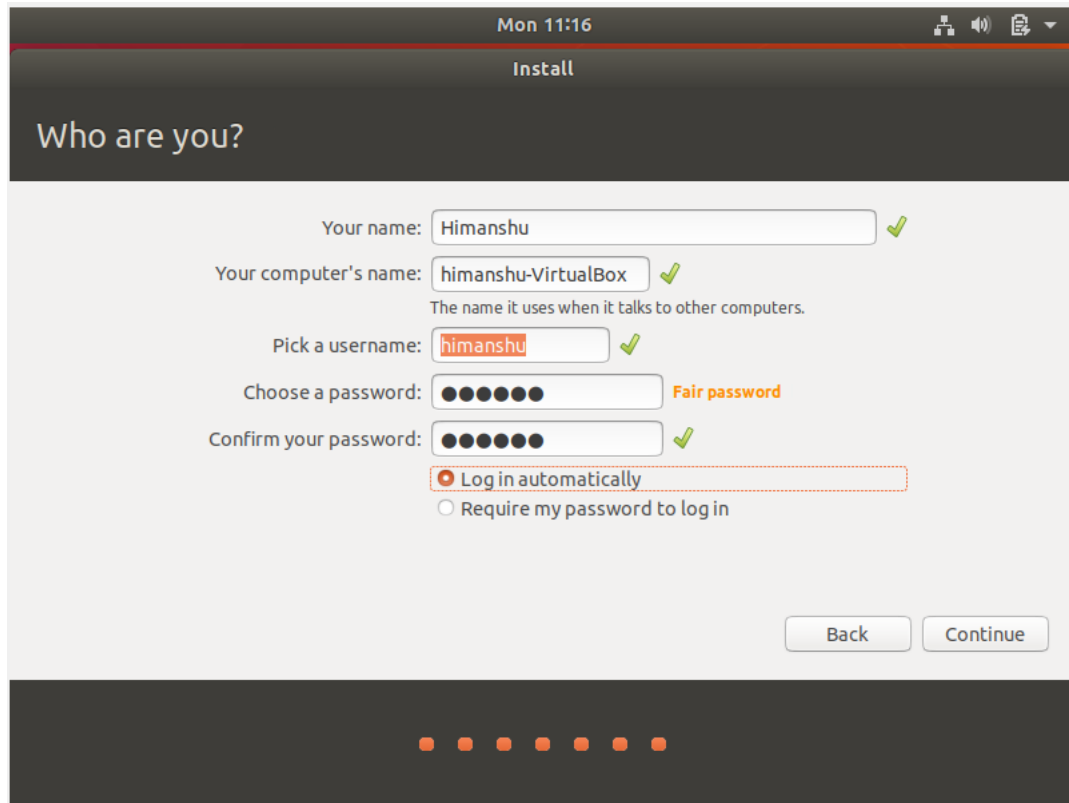 Mon 11:16
Install
Who are you?
Your name: Himanshu
Your computer's name: himanshu-VirtualBox
The name it uses when it talks to other computers.
Pick a username: himanshu
Choose a password: ●●●●●● Fair password
Confirm your password: ●●●●●●
Log in automatically
Require my password to log in
Back Continue